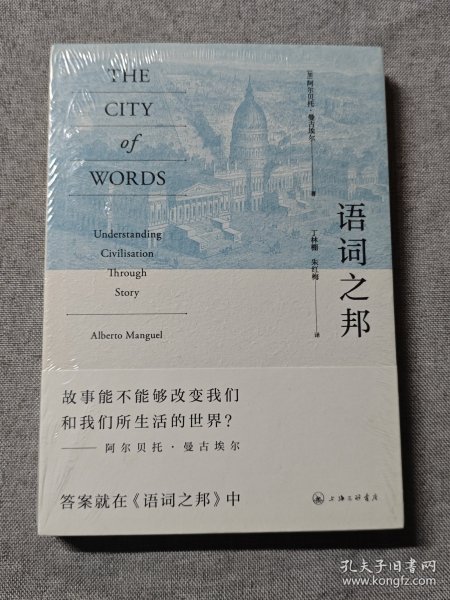 THE
CITY
of
WORDS
Understanding
Civilisation
Through
Story
Alberto Manguel
[加] 阿尔贝托·曼古埃尔
著
语词之邦
丁林棚 朱红梅
译
故事能不能够改变我们
和我们所生活的世界？
——阿尔贝托·曼古埃尔
答案就在《语词之邦》中
上海三联书店
孔夫子旧书网
www.kongfz.com